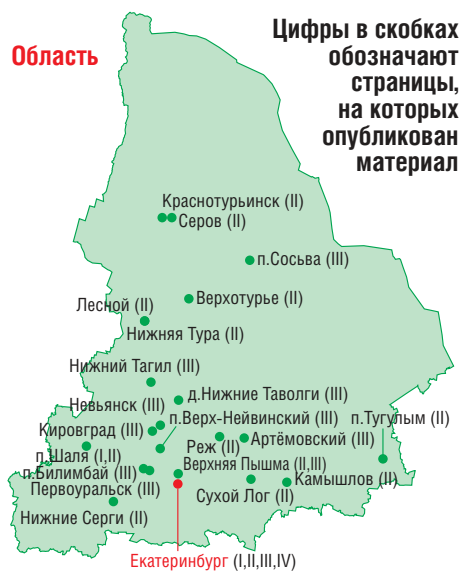 Область
Цифры в скобках
обозначают
страницы,
на которых
опубликован
материал
Краснотурьинск (II)
Серов (II)
п.Сосьва (III)
Верхотурье (II)
Лесной (II)
Нижняя Тура (II)
Нижний Тагил (III)
д.Нижние Таволги (III)
Невьянск (III)
п.Верх-Нейвинский (III)
п.Тугулым (II)
Кировград (III)
Реж (II)
Артёмовский (III)
п.Шаля (I,II)
Верхняя Пышма (II,III)
п.Билимбай (III)
Камышлов (II)
Первоуральск (III)
Сухой Лог (II)
Нижние Серги (II)
Екатеринбург (I,II,III,IV)